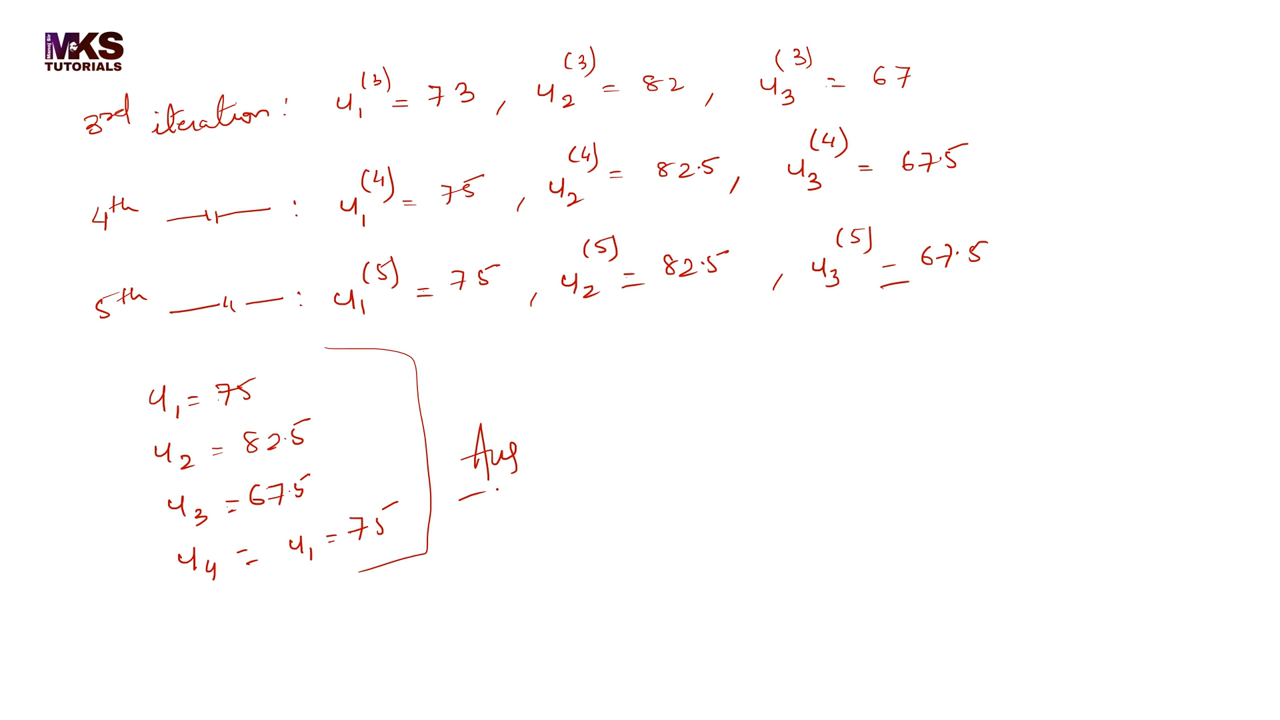 MKS
TUTORIALS
3rd iteration: u₁⁽³⁾ = 73, u₂⁽³⁾ = 82, u₃⁽³⁾ = 67
4th —〃— : u₁⁽⁴⁾ = 75, u₂⁽⁴⁾ = 82.5, u₃⁽⁴⁾ = 67.5
5th —〃— : u₁⁽⁵⁾ = 75, u₂⁽⁵⁾ = 82.5, u₃⁽⁵⁾ = 67.5
u₁ = 75
u₂ = 82.5
u₃ = 67.5
u₄ = u₁ = 75
Ans